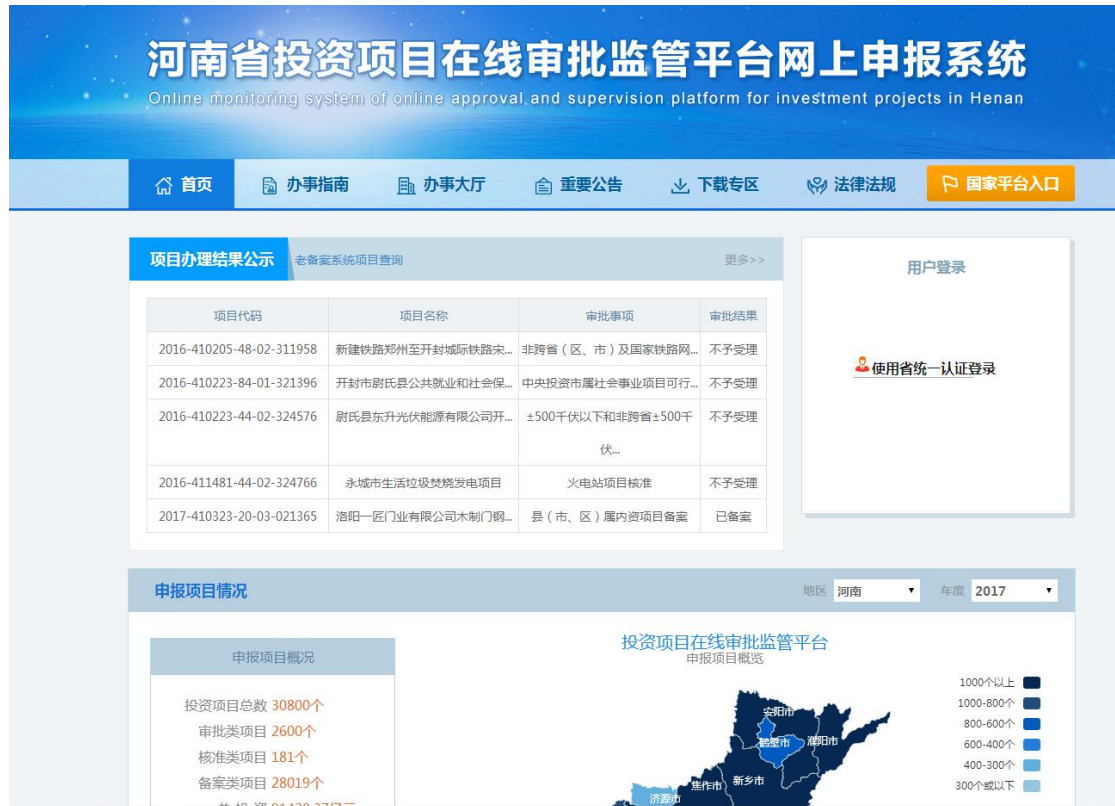 河南省投资项目在线审批监管平台网上申报系统
Online monitoring system of online approval and supervision platform for investment projects in Henan
首页 办事指南 办事大厅 重要公告 下载专区 法律法规 国家平台入口
项目办理结果公示 老备案系统项目查询 更多>>
用户登录
项目代码 项目名称 审批事项 审批结果
2016-410205-48-02-311958 新建铁路郑州至开封城际铁路宋... 非跨省（区、市）及国家铁路网... 不予受理
2016-410223-84-01-321396 开封市尉氏县公共就业和社会保... 中央投资市属社会事业项目可行... 不予受理
使用省统一认证登录
2016-410223-44-02-324576 尉氏县东升光伏能源有限公司开... ±500千伏以下和非跨省±500千 不予受理
伏...
2016-411481-44-02-324766 永城市生活垃圾焚烧发电项目 火电站项目核准 不予受理
2017-410323-20-03-021365 洛阳一匠门业有限公司木制门钢... 县（市、区）属内资项目备案 已备案
申报项目情况 地区 河南 年度 2017
投资项目在线审批监管平台
申报项目概览
申报项目概况
投资项目总数 30800个
审批类项目 2600个
核准类项目 181个
备案类项目 28019个
1000个以上
1000-800个
800-600个
600-400个
400-300个
300个或以下
安阳市
鹤壁市 濮阳市
焦作市 新乡市
济源市